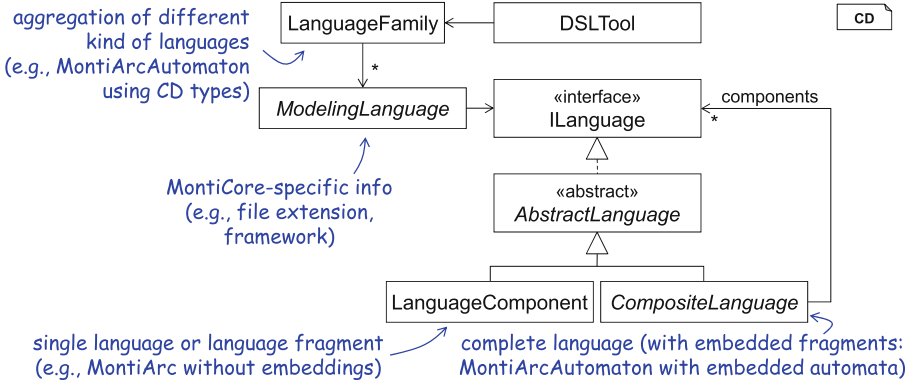 aggregation of different
kind of languages
(e.g., MontiArcAutomaton
using CD types)
LanguageFamily
DSLTool
CD
*
ModelingLanguage
«interface»
ILanguage
components
*
MontiCore-specific info
(e.g., file extension,
framework)
«abstract»
AbstractLanguage
LanguageComponent
CompositeLanguage
single language or language fragment
(e.g., MontiArc without embeddings)
complete language (with embedded fragments:
MontiArcAutomaton with embedded automata)